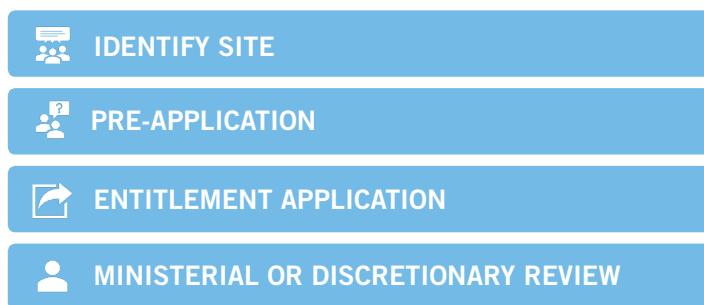 IDENTIFY SITE
?
PRE-APPLICATION
ENTITLEMENT APPLICATION
MINISTERIAL OR DISCRETIONARY REVIEW